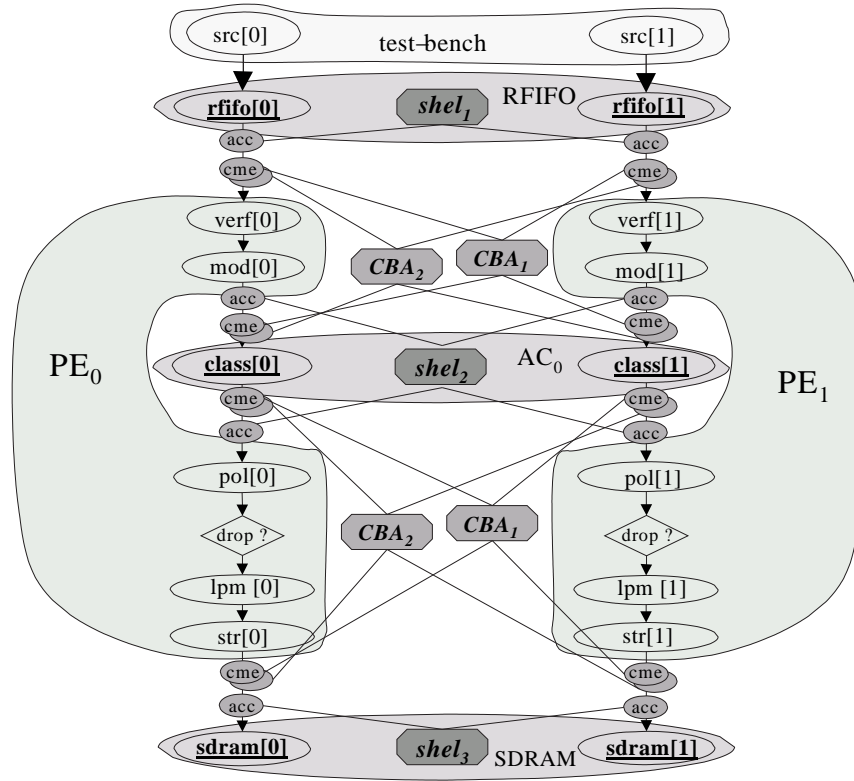 src[0] src[1]
test-bench
rfifo[0] shel1 RFIFO rfifo[1]
acc acc
cme cme
verf[0] verf[1]
mod[0] CBA2 CBA1 mod[1]
acc acc
cme cme
PE0 class[0] shel2 AC0 class[1] PE1
cme cme
acc acc
pol[0] pol[1]
drop ? CBA2 CBA1 drop ?
lpm [0] lpm [1]
str[0] str[1]
cme cme
acc acc
sdram[0] shel3 SDRAM sdram[1]